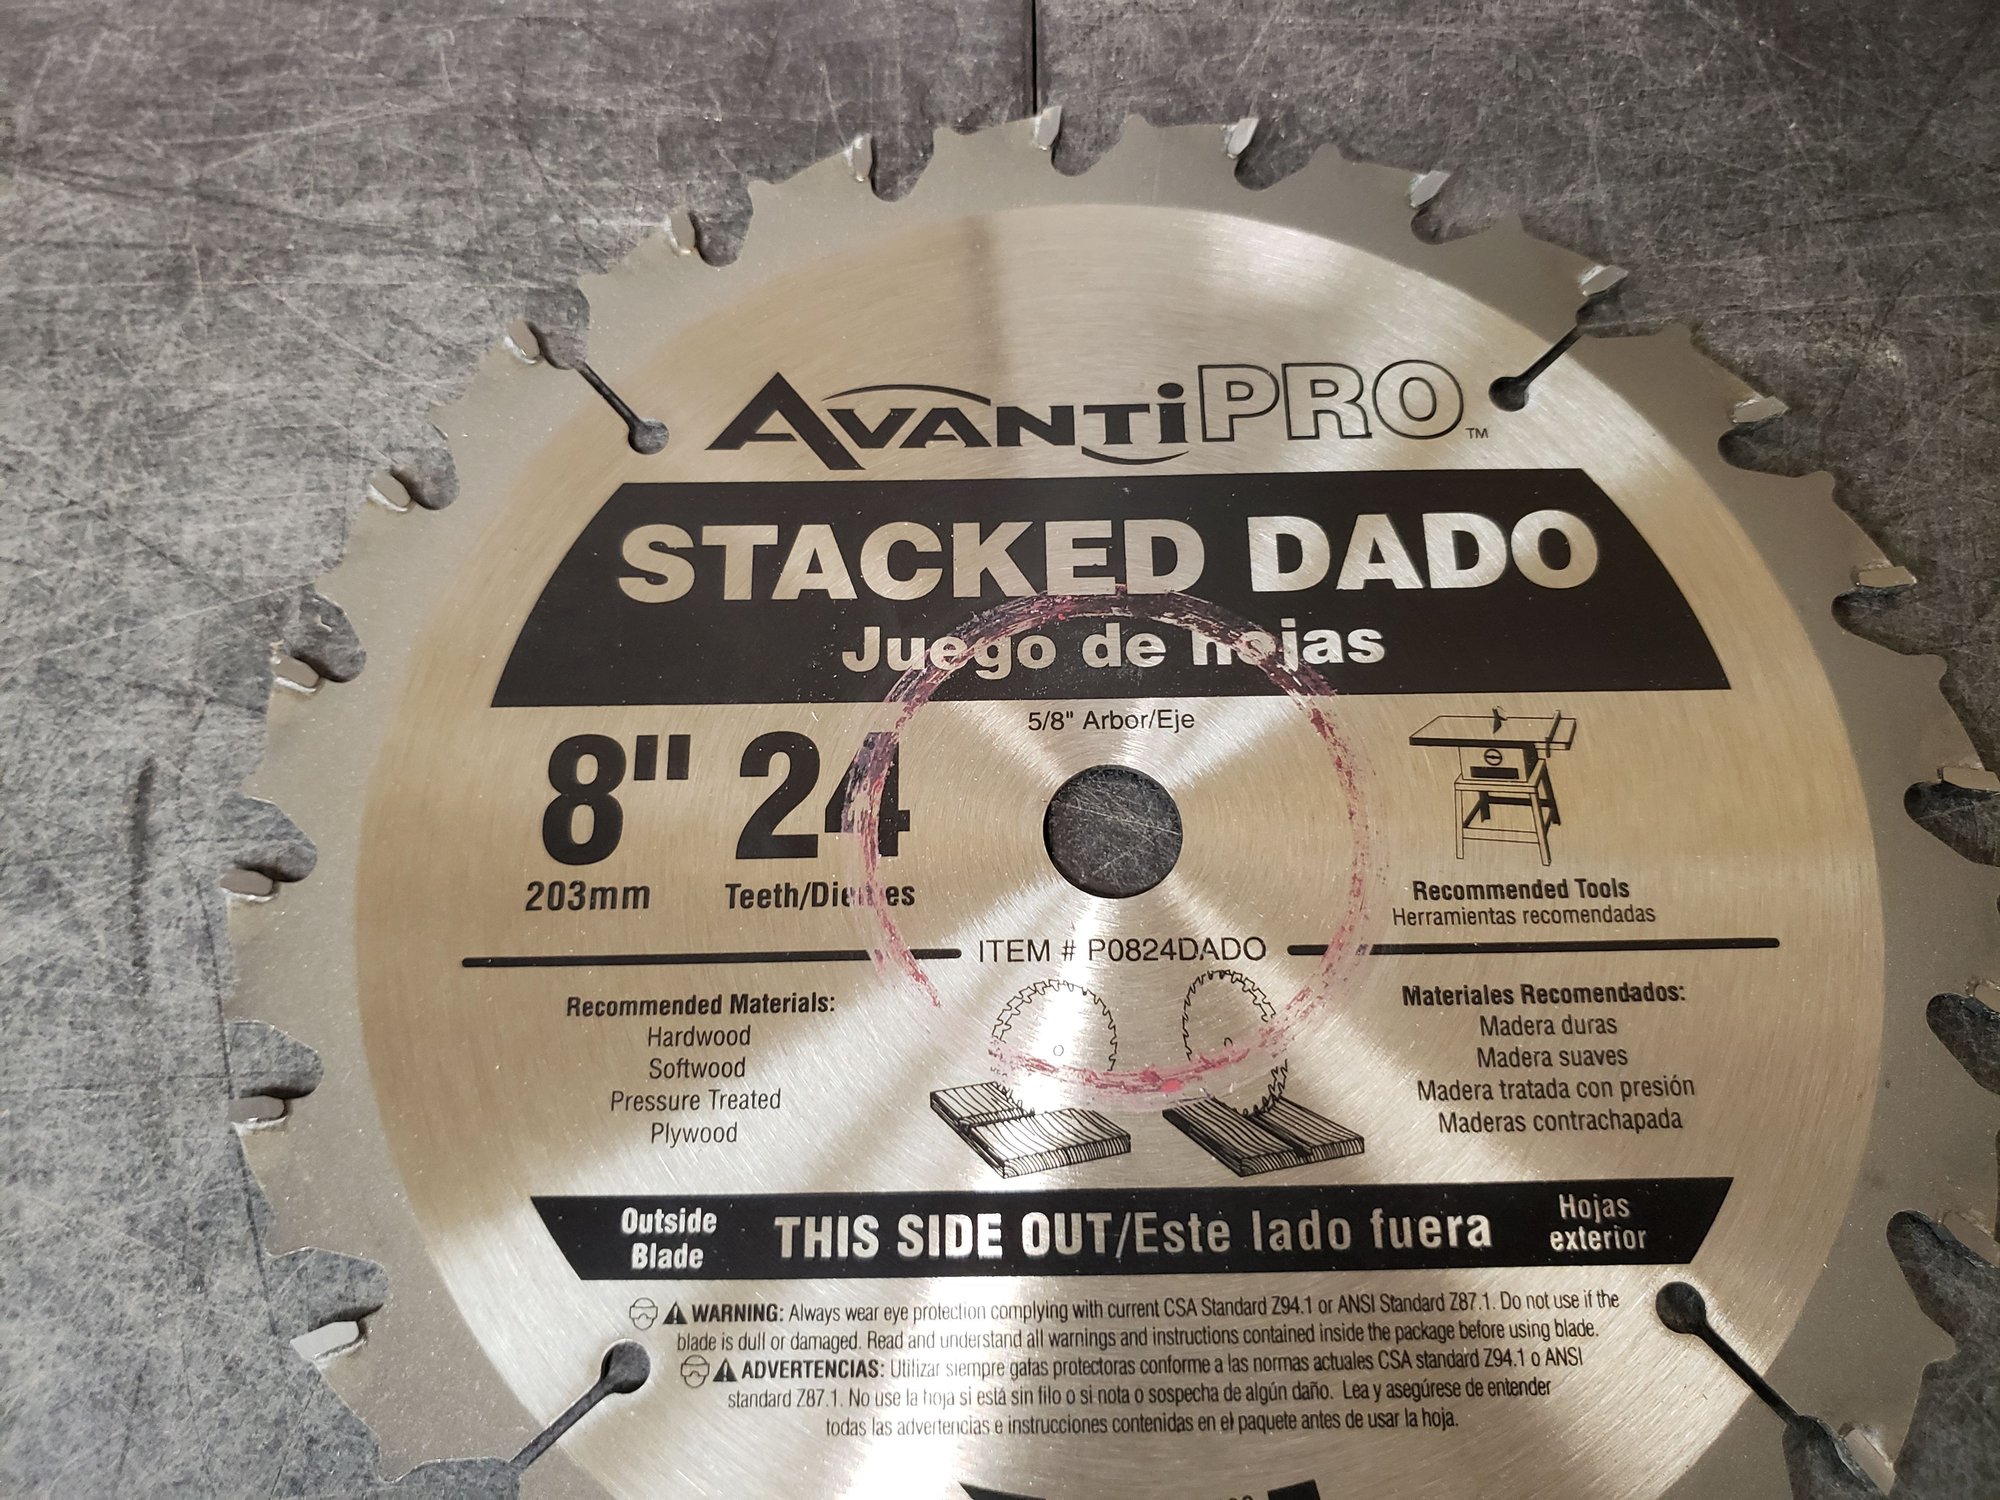 AVANTI PRO™
STACKED DADO
Juego de hojas
5/8" Arbor/Eje
8" 24
203mm Teeth/Dientes
Recommended Tools
Herramientas recomendadas
ITEM # P0824DADO
Recommended Materials:
Hardwood
Softwood
Pressure Treated
Plywood
Materiales Recomendados:
Madera duras
Madera suaves
Madera tratada con presión
Maderas contrachapada
Outside
Blade
THIS SIDE OUT/Este lado fuera
Hojas
exterior
WARNING: Always wear eye protection complying with current CSA Standard Z94.1 or ANSI Standard Z87.1. Do not use if the
blade is dull or damaged. Read and understand all warnings and instructions contained inside the package before using blade.
ADVERTENCIAS: Utilizar siempre gafas protectoras conforme a las normas actuales CSA standard Z94.1 o ANSI
standard Z87.1. No use la hoja si está sin filo o si nota o sospecha de algún daño. Lea y asegúrese de entender
todas las advertencias e instrucciones contenidas en el paquete antes de usar la hoja.